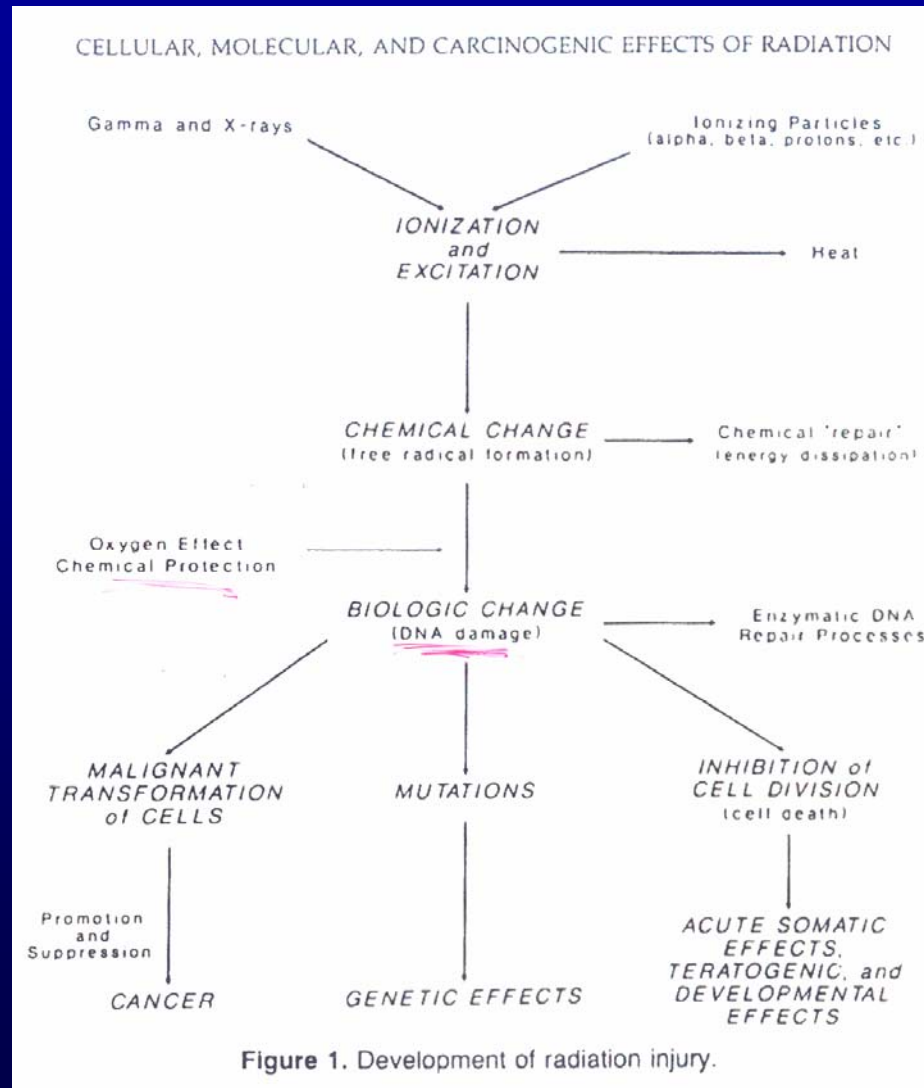 CELLULAR, MOLECULAR, AND CARCINOGENIC EFFECTS OF RADIATION
Gamma and X-rays
Ionizing Particles
(alpha, beta, protons, etc.)
IONIZATION
and
EXCITATION
Heat
CHEMICAL CHANGE
(free radical formation)
Chemical "repair"
(energy dissipation)
Oxygen Effect
Chemical Protection
BIOLOGIC CHANGE
(DNA damage)
Enzymatic DNA
Repair Processes
MALIGNANT
TRANSFORMATION
of CELLS
MUTATIONS
INHIBITION of
CELL DIVISION
(cell death)
Promotion
and
Suppression
CANCER
GENETIC EFFECTS
ACUTE SOMATIC
EFFECTS,
TERATOGENIC, and
DEVELOPMENTAL
EFFECTS
Figure 1. Development of radiation injury.